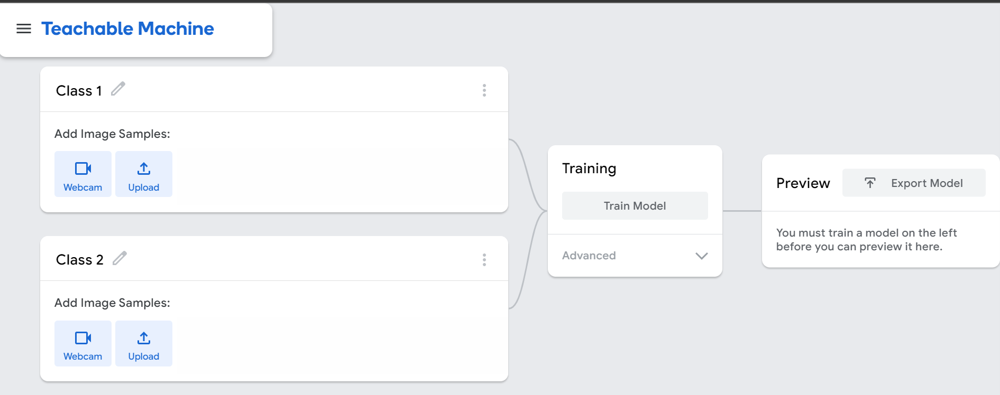 Teachable Machine
Class 1
Add Image Samples:
Webcam
Upload
Class 2
Add Image Samples:
Webcam
Upload
Training
Train Model
Advanced
Preview
Export Model
You must train a model on the left
before you can preview it here.